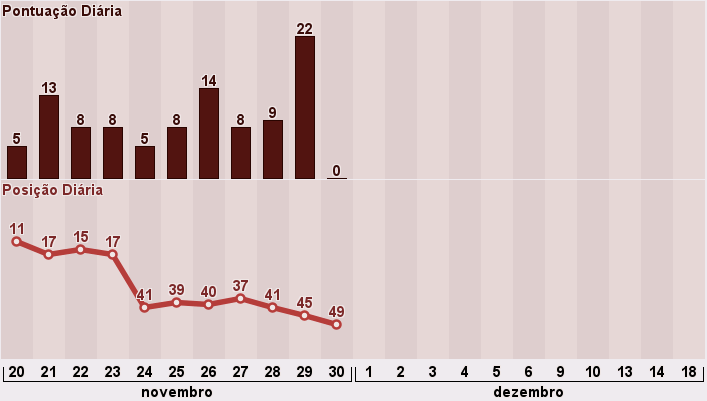 Pontuação Diária
5 13 8 8 5 8 14 8 9 22 0
Posição Diária
11 17 15 17 41 39 40 37 41 45 49
20 21 22 23 24 25 26 27 28 29 30 1 2 3 4 5 6 9 10 13 14 18
novembro dezembro